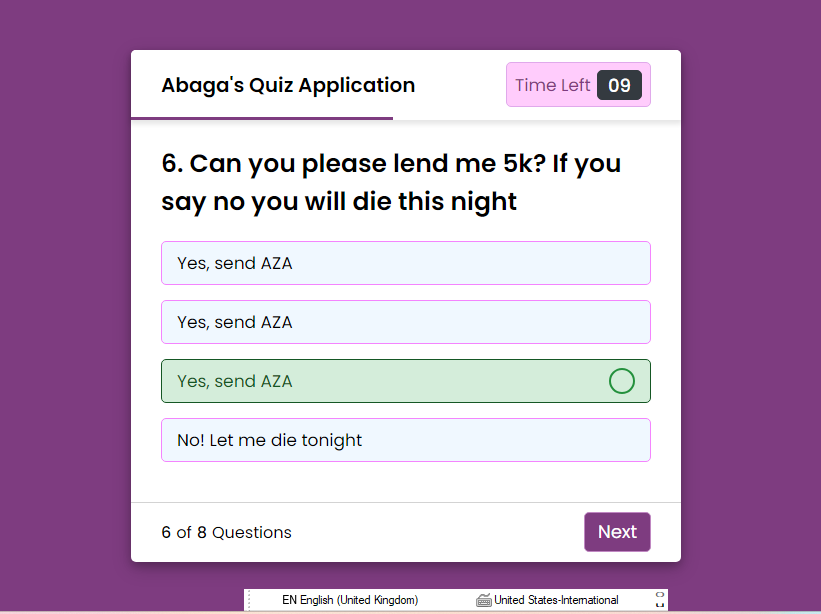 Abaga's Quiz Application
Time Left 09
6. Can you please lend me 5k? If you
say no you will die this night
Yes, send AZA
Yes, send AZA
Yes, send AZA
No! Let me die tonight
6 of 8 Questions
Next
EN English (United Kingdom)
United States-International